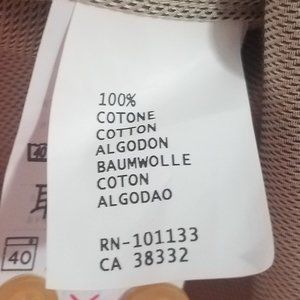 100%
COTONE
COTTON
ALGODON
BAUMWOLLE
COTON
ALGODAO
RN-101133
CA 38332
40